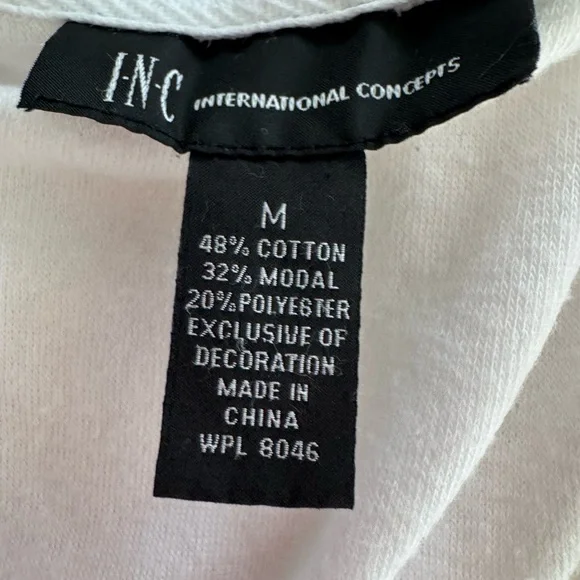 I·N·C INTERNATIONAL CONCEPTS
M
48% COTTON
32% MODAL
20% POLYESTER
EXCLUSIVE OF
DECORATION
MADE IN
CHINA
WPL 8046